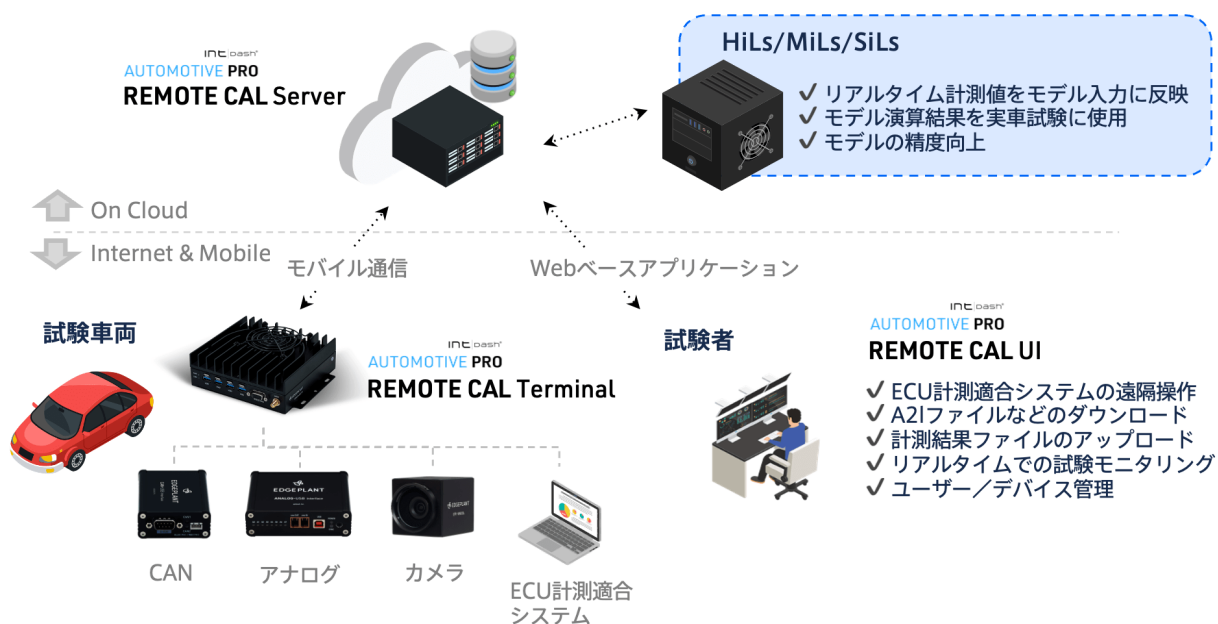 intdash
AUTOMOTIVE PRO
REMOTE CAL Server
HiLs/MiLs/SiLs
✓ リアルタイム計測値をモデル入力に反映
✓ モデル演算結果を実車試験に使用
✓ モデルの精度向上
On Cloud
Internet & Mobile
モバイル通信
Webベースアプリケーション
試験車両
intdash
AUTOMOTIVE PRO
REMOTE CAL Terminal
試験者
intdash
AUTOMOTIVE PRO
REMOTE CAL UI
✓ ECU計測適合システムの遠隔操作
✓ A2lファイルなどのダウンロード
✓ 計測結果ファイルのアップロード
✓ リアルタイムでの試験モニタリング
✓ ユーザー／デバイス管理
EDGEPLANT
ANALOG-USB Interface
EDGEPLANT
CAN
アナログ
カメラ
ECU計測適合
システム